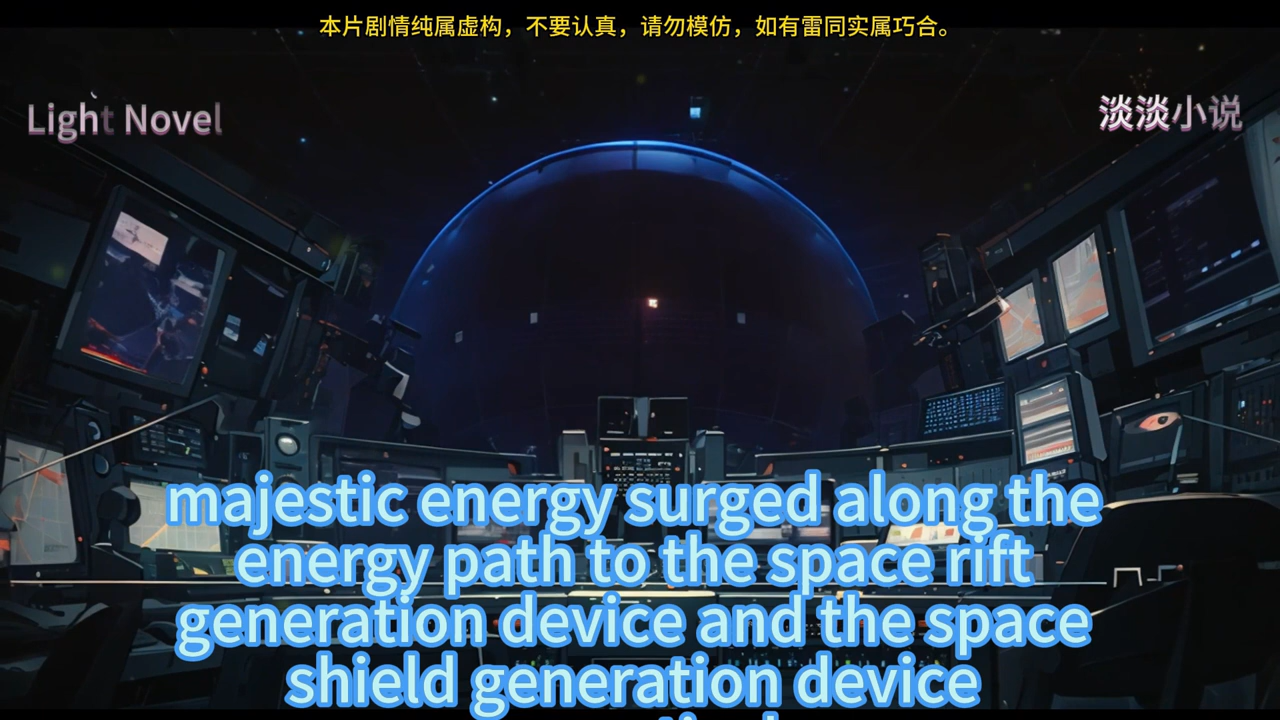 本片剧情纯属虚构，不要认真，请勿模仿，如有雷同实属巧合。
Light Novel
淡淡小说
majestic energy surged along the
energy path to the space rift
generation device and the space
shield generation device